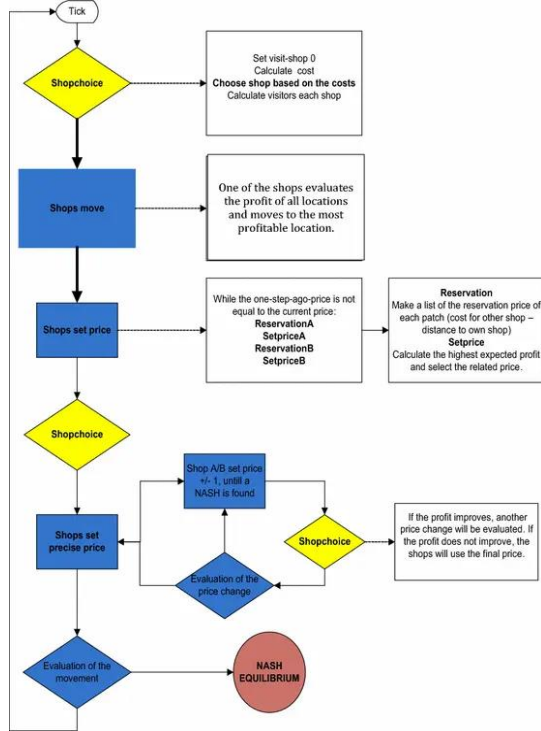 Tick
Shopchoice
Set visit-shop 0
Calculate cost
Choose shop based on the costs
Calculate visitors each shop
Shops move
One of the shops evaluates
the profit of all locations
and moves to the most
profitable location.
Shops set price
While the one-step-ago-price is not
equal to the current price:
ReservationA
SetpriceA
ReservationB
SetpriceB
Reservation
Make a list of the reservation price of
each patch (cost for other shop –
distance to own shop)
Setprice
Calculate the highest expected profit
and select the related price.
Shopchoice
Shop A/B set price
+/- 1, untill a
NASH is found
Shops set
precise price
Shopchoice
If the profit improves, another
price change will be evaluated. If
the profit does not improve, the
shops will use the final price.
Evaluation of the
price change
Evaluation of the
movement
NASH
EQUILIBRIUM